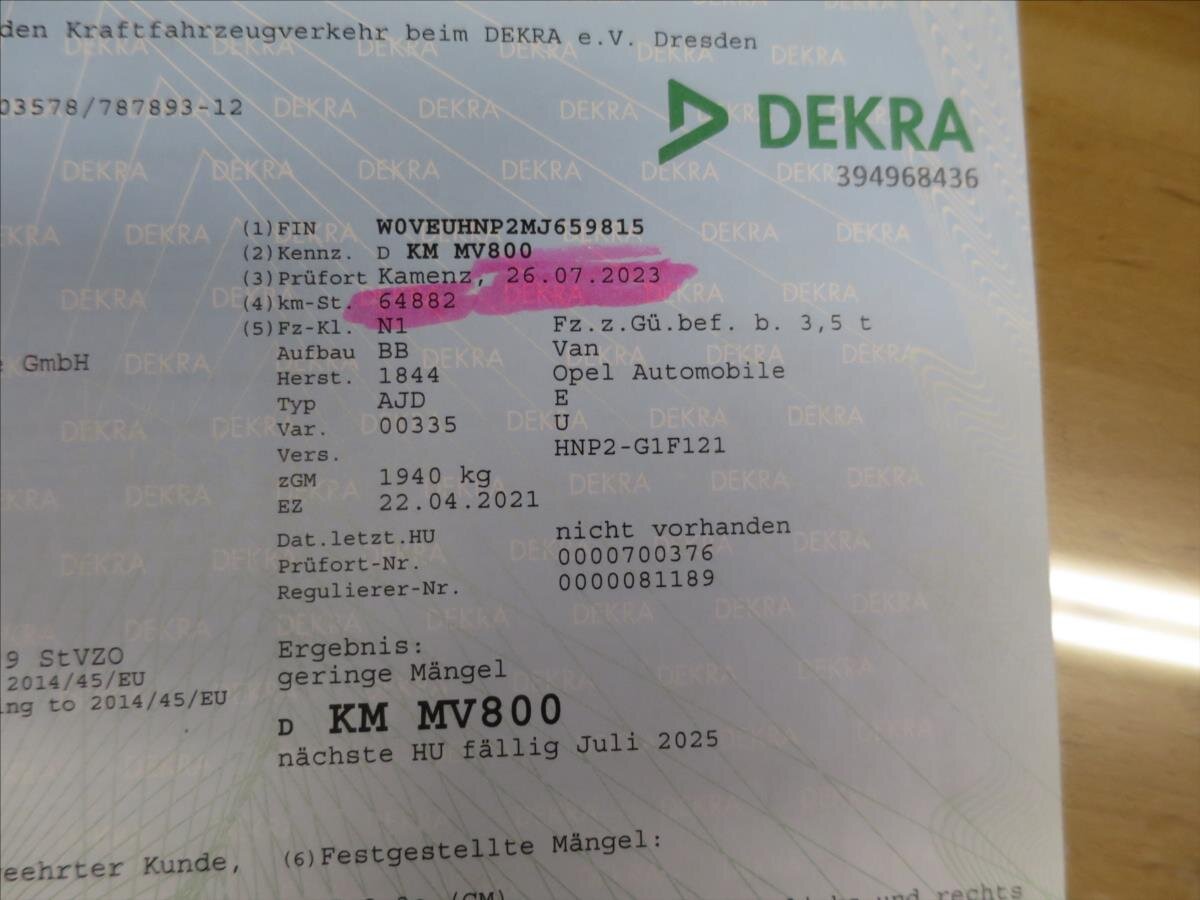 den Kraftfahrzeugverkehr beim DEKRA e.V. Dresden
03578/787893-12
DEKRA
394968436
(1)FIN W0VEUHNP2MJ659815
(2)Kennz. D KM MV800
(3)Prüfort Kamenz, 26.07.2023
(4)km-St. 64882
(5)Fz-Kl. N1 Fz.z.Gü.bef. b. 3,5 t
Aufbau BB Van
GmbH
Herst. 1844 Opel Automobile
Typ AJD E
Var. 00335 U
Vers. HNP2-G1F121
zGM 1940 kg
EZ 22.04.2021
Dat.letzt.HU nicht vorhanden
Prüfort-Nr. 0000700376
Regulierer-Nr. 0000081189
9 StVZO
2014/45/EU
ng to 2014/45/EU
Ergebnis:
geringe Mängel
D KM MV800
nächste HU fällig Juli 2025
eehrter Kunde,
(6)Festgestellte Mängel:
und rechts